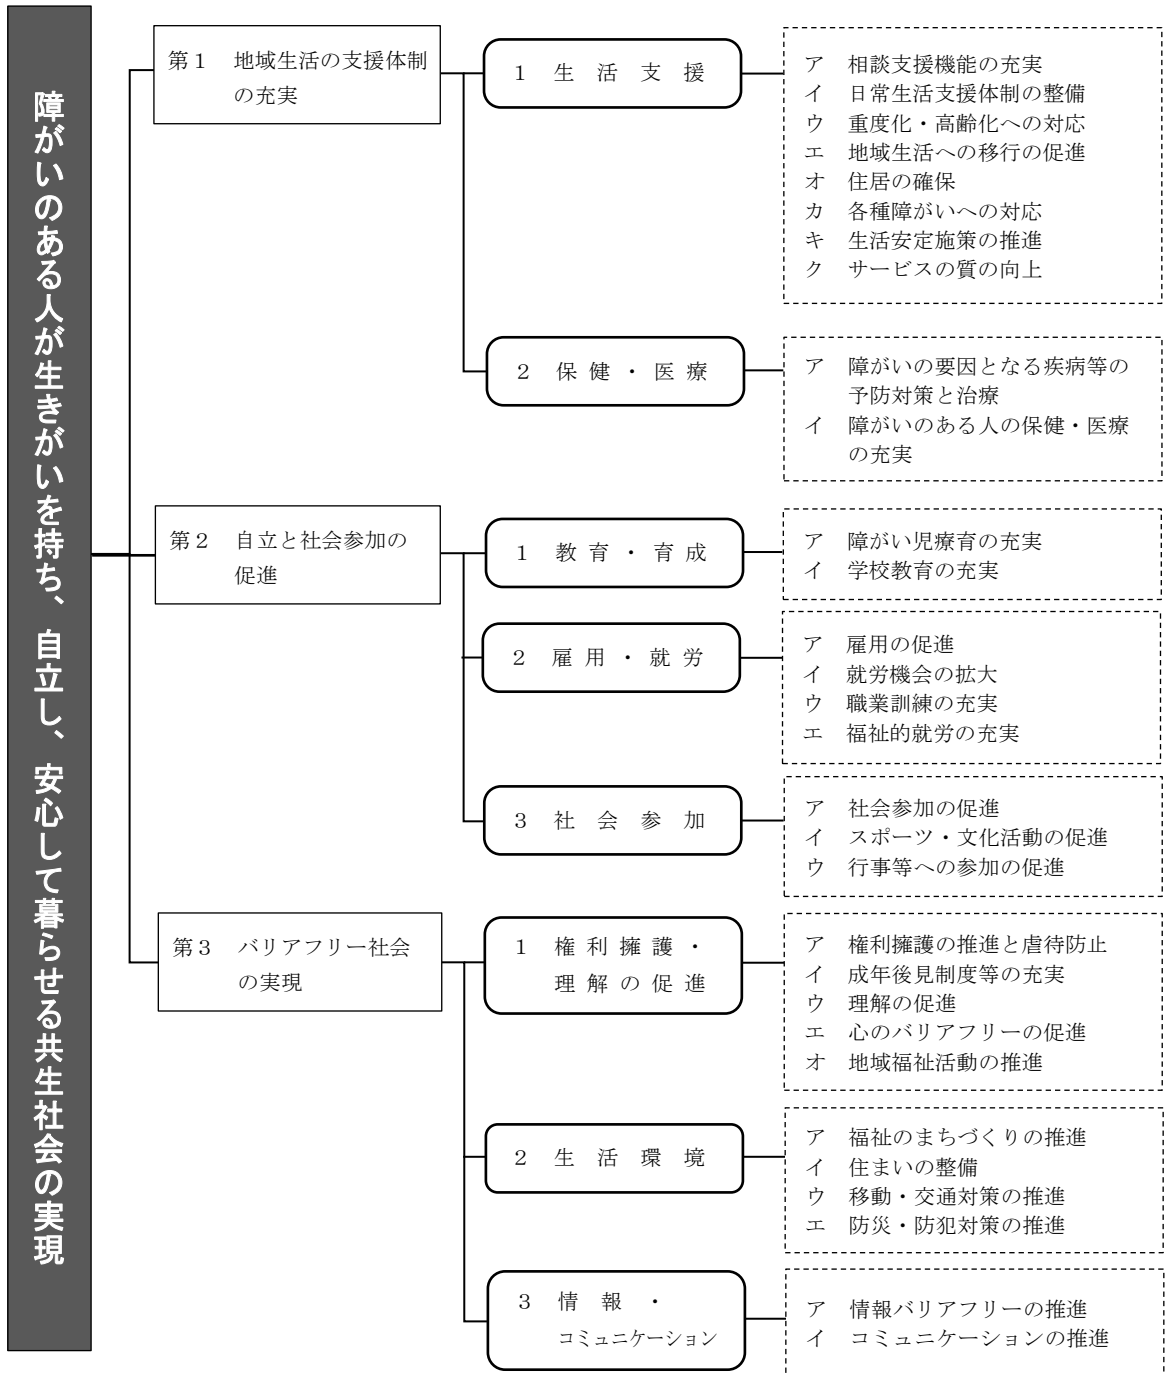 障がいのある人が生きがいを持ち、自立し、安心して暮らせる共生社会の実現
第１　地域生活の支援体制
の充実
１　生　活　支　援
ア　相談支援機能の充実
イ　日常生活支援体制の整備
ウ　重度化・高齢化への対応
エ　地域生活への移行の促進
オ　住居の確保
カ　各種障がいへの対応
キ　生活安定施策の推進
ク　サービスの質の向上
２　保 健 ・ 医 療
ア　障がいの要因となる疾病等の
予防対策と治療
イ　障がいのある人の保健・医療
の充実
第２　自立と社会参加の
促進
１　教 育 ・ 育 成
ア　障がい児療育の充実
イ　学校教育の充実
２　雇 用 ・ 就 労
ア　雇用の促進
イ　就労機会の拡大
ウ　職業訓練の充実
エ　福祉的就労の充実
３　社　会　参　加
ア　社会参加の促進
イ　スポーツ・文化活動の促進
ウ　行事等への参加の促進
第３　バリアフリー社会
の実現
１　権 利 擁 護 ・
理 解 の 促 進
ア　権利擁護の推進と虐待防止
イ　成年後見制度等の充実
ウ　理解の促進
エ　心のバリアフリーの促進
オ　地域福祉活動の推進
２　生　活　環　境
ア　福祉のまちづくりの推進
イ　住まいの整備
ウ　移動・交通対策の推進
エ　防災・防犯対策の推進
３　情　報　・
コミュニケーション
ア　情報バリアフリーの推進
イ　コミュニケーションの推進